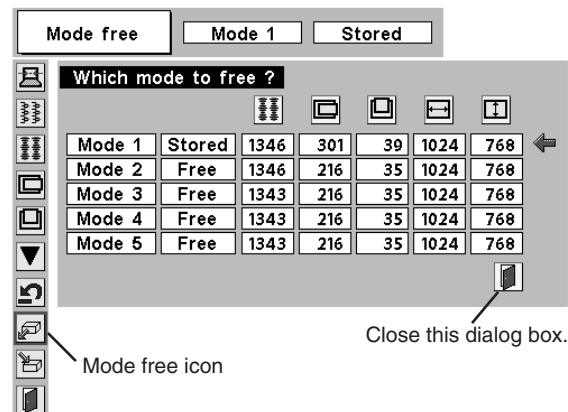 Mode free Mode 1 Stored
Which mode to free ?
Mode 1 Stored 1346 301 39 1024 768
Mode 2 Free 1346 216 35 1024 768
Mode 3 Free 1343 216 35 1024 768
Mode 4 Free 1343 216 35 1024 768
Mode 5 Free 1343 216 35 1024 768
Close this dialog box.
Mode free icon